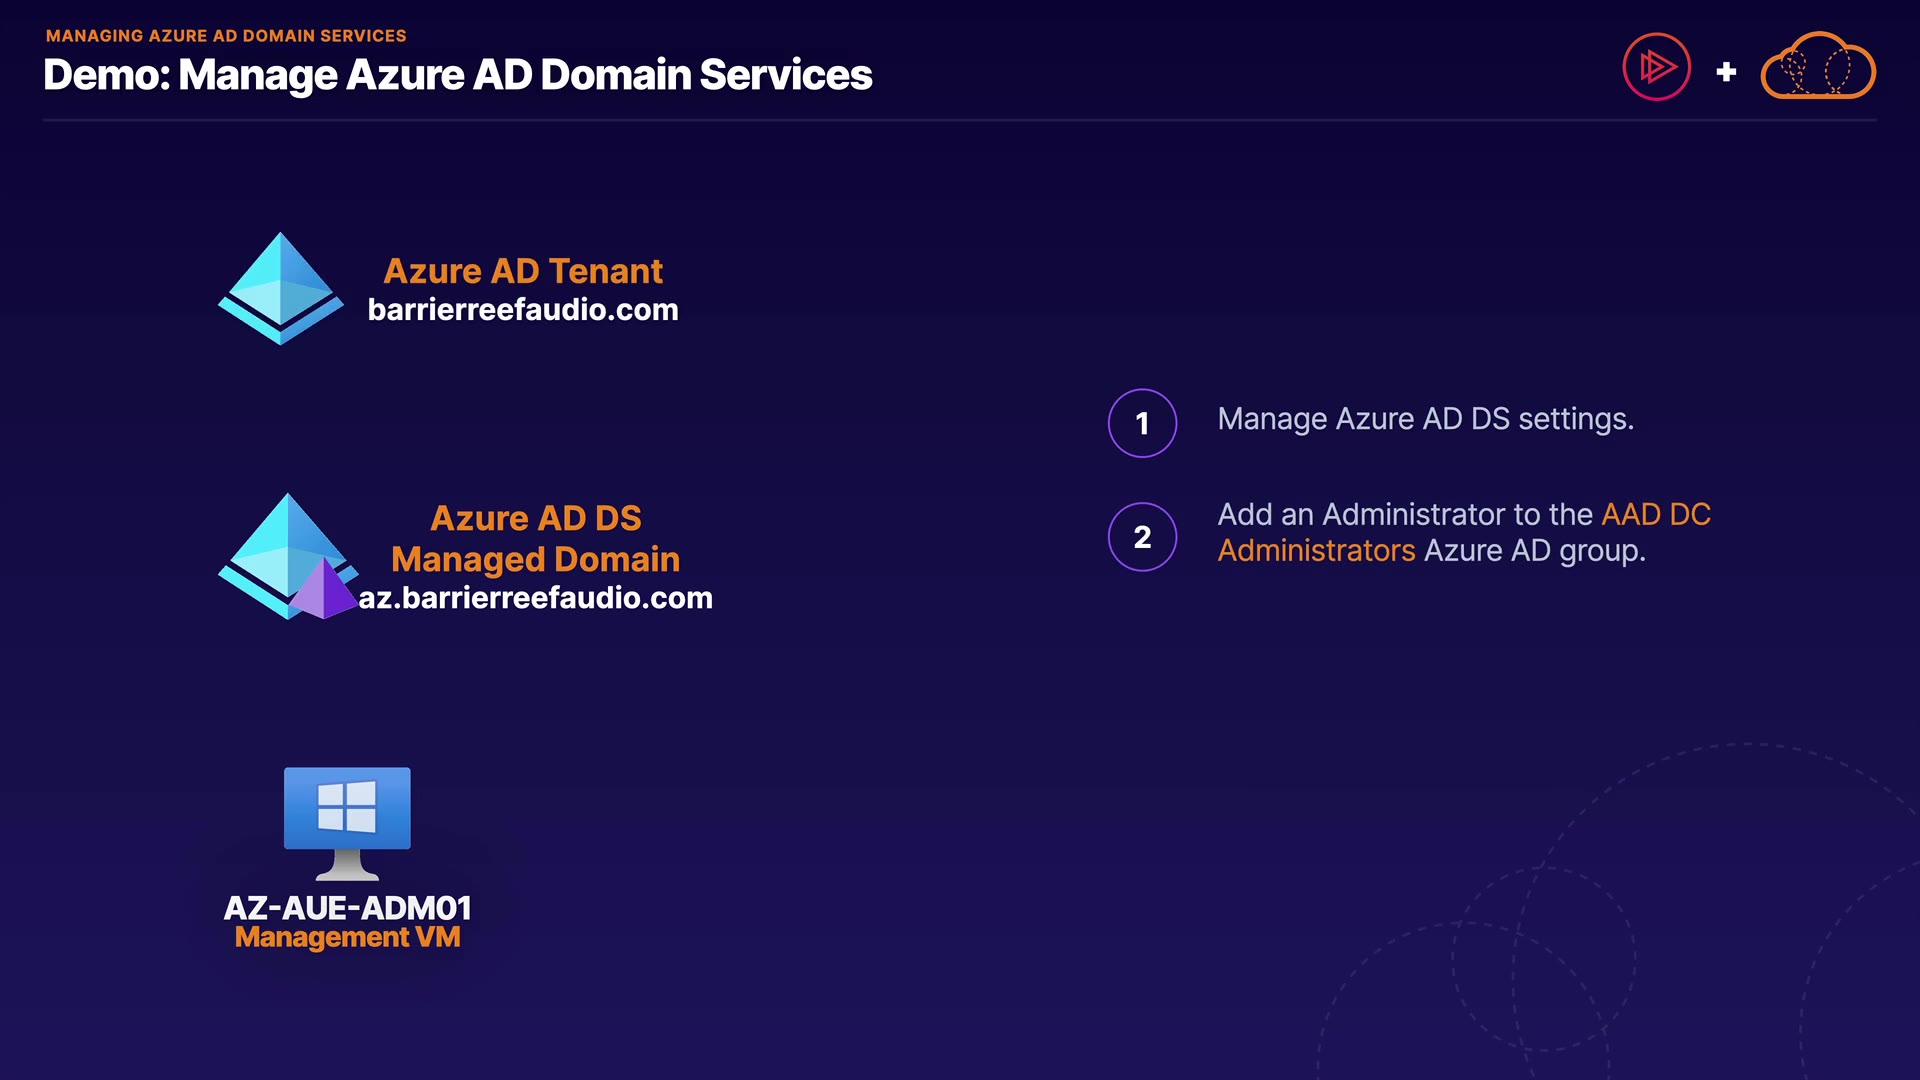 MANAGING AZURE AD DOMAIN SERVICES
Demo: Manage Azure AD Domain Services
+
Azure AD Tenant
barrierreefaudio.com
Azure AD DS
Managed Domain
az.barrierreefaudio.com
AZ-AUE-ADM01
Management VM
1
Manage Azure AD DS settings.
2
Add an Administrator to the AAD DC
Administrators Azure AD group.